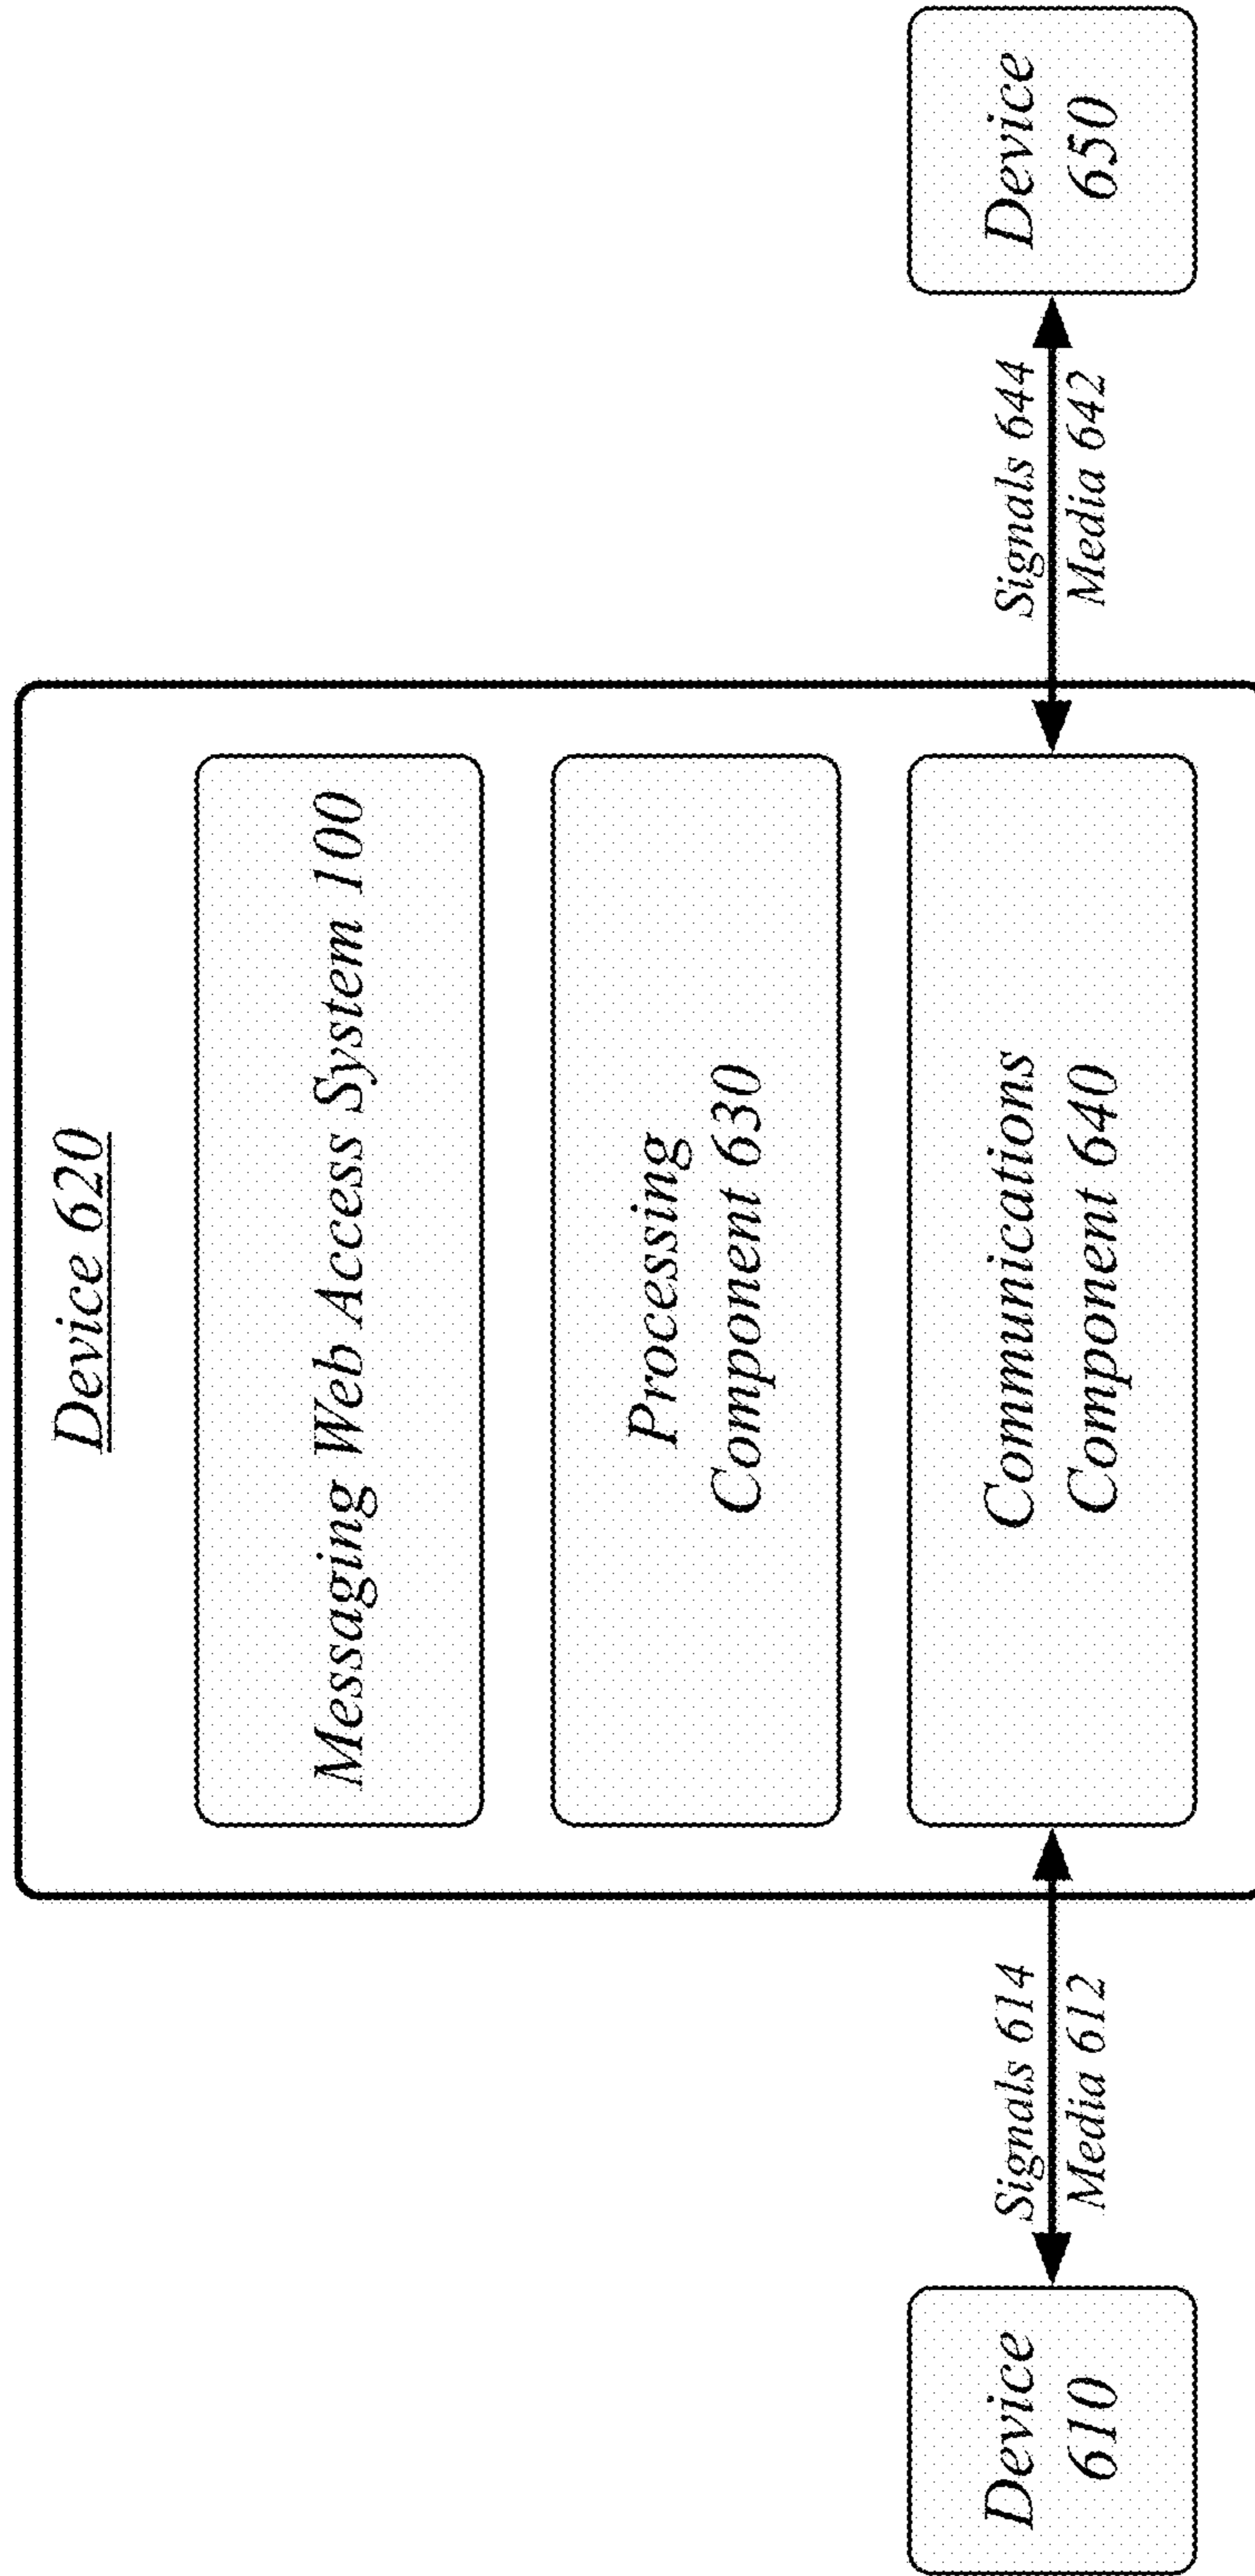 Device 620
Messaging Web Access System 100
Processing
Component 630
Communications
Component 640
Device
610
Signals 614
Media 612
Signals 644
Media 642
Device
650